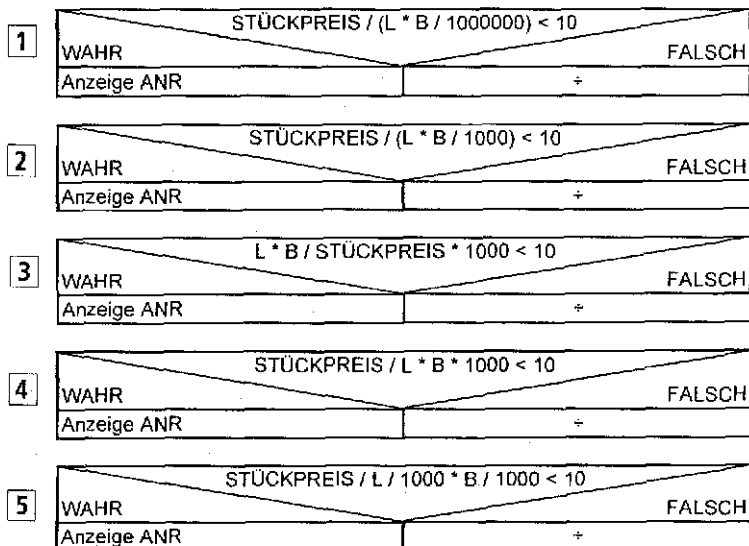 STÜCKPREIS / (L * B / 1000000) < 10
1
WAHR FALSCH
Anzeige ANR ÷
STÜCKPREIS / (L * B / 1000) < 10
2
WAHR FALSCH
Anzeige ANR ÷
L * B / STÜCKPREIS * 1000 < 10
3
WAHR FALSCH
Anzeige ANR ÷
STÜCKPREIS / L * B * 1000 < 10
4
WAHR FALSCH
Anzeige ANR ÷
STÜCKPREIS / L / 1000 * B / 1000 < 10
5
WAHR FALSCH
Anzeige ANR ÷